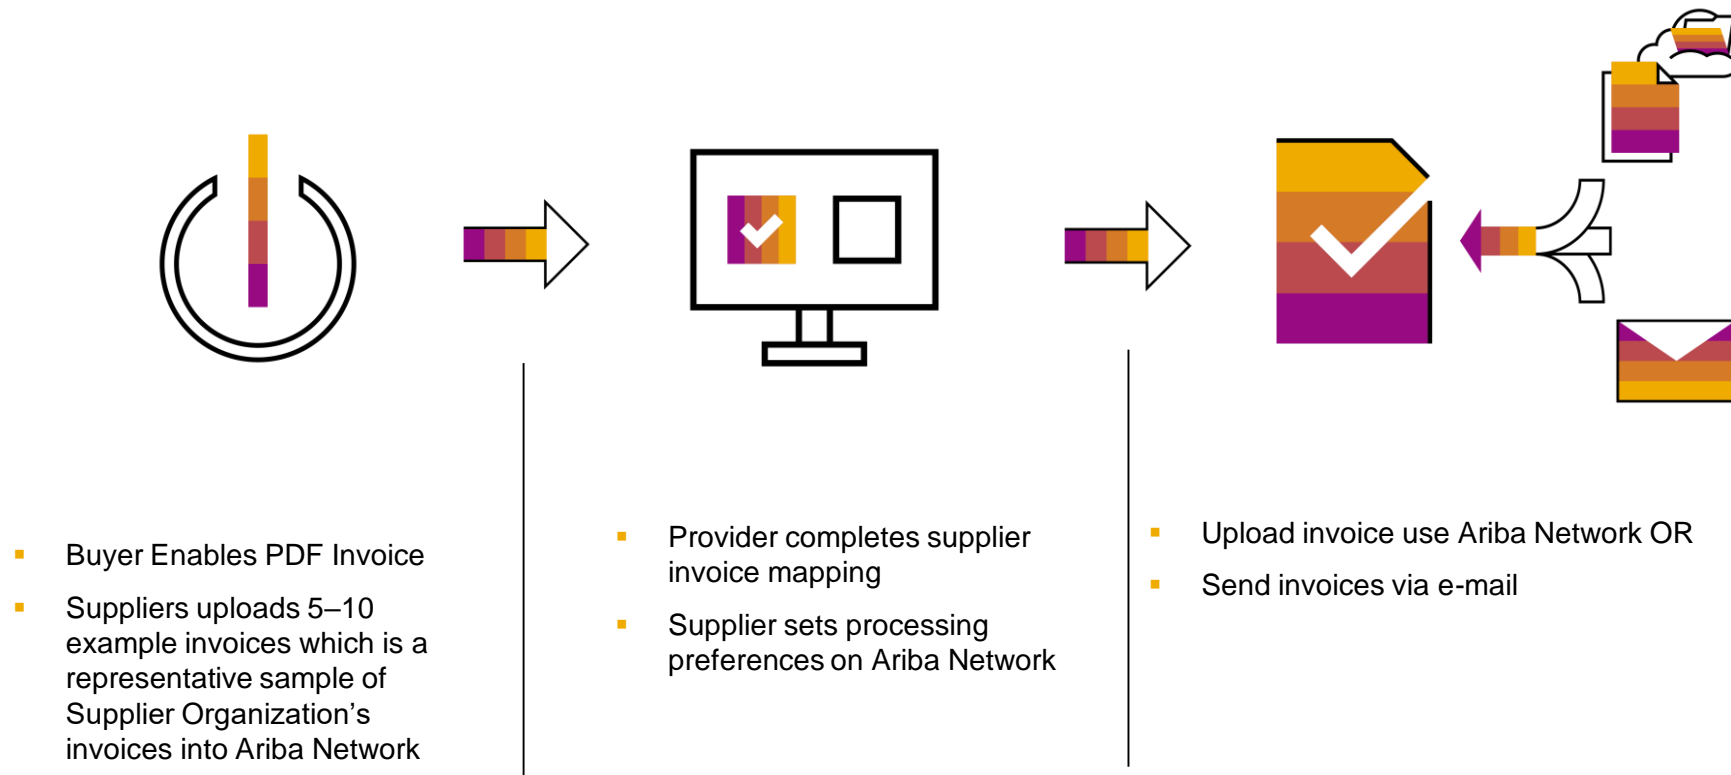 Buyer Enables PDF Invoice
Suppliers uploads 5–10
example invoices which is a
representative sample of
Supplier Organization's
invoices into Ariba Network
Provider completes supplier
invoice mapping
Supplier sets processing
preferences on Ariba Network
Upload invoice use Ariba Network OR
Send invoices via e-mail